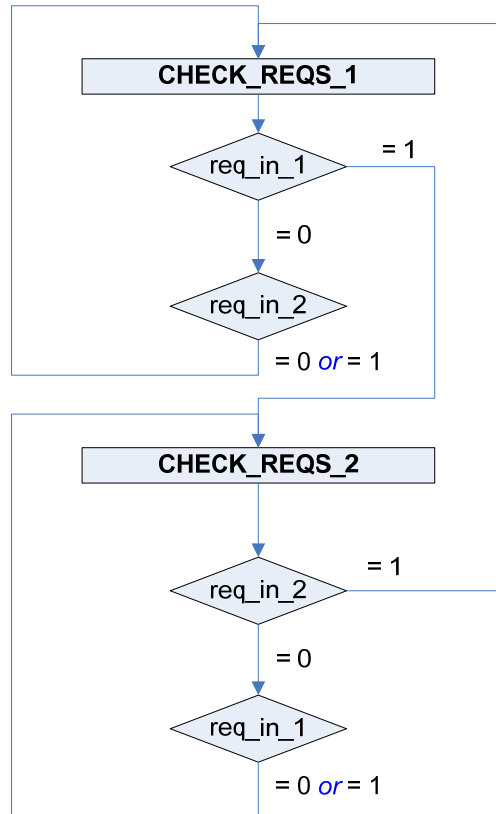 CHECK_REQS_1
req_in_1
= 1
= 0
req_in_2
= 0 or = 1
CHECK_REQS_2
req_in_2
= 1
= 0
req_in_1
= 0 or = 1